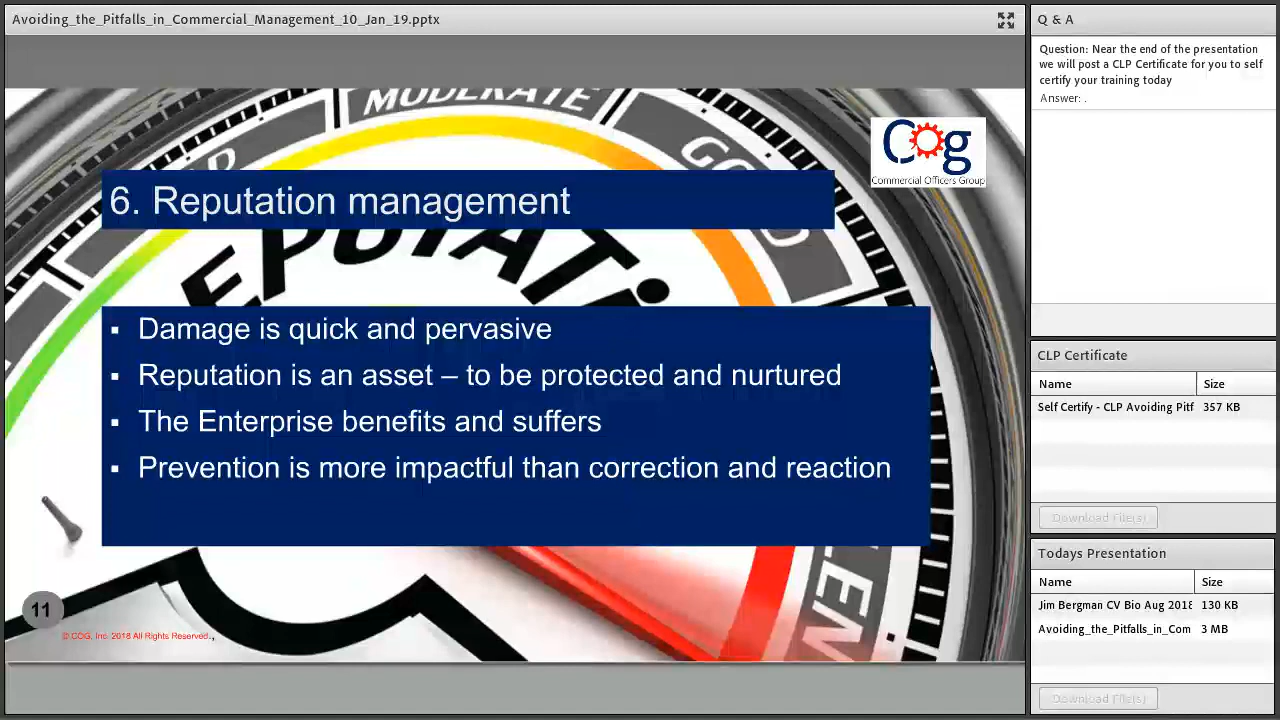 Avoiding_the_Pitfalls_in_Commercial_Management_10_Jan_19.pptx
MODERATE
Cog
Commercial Officers Group
6. Reputation management
▪ Damage is quick and pervasive
▪ Reputation is an asset – to be protected and nurtured
▪ The Enterprise benefits and suffers
▪ Prevention is more impactful than correction and reaction
11
© COG, Inc. 2018 All Rights Reserved.,
Q & A
Question: Near the end of the presentation
we will post a CLP Certificate for you to self
certify your training today
Answer: .
CLP Certificate
Name Size
Self Certify - CLP Avoiding Pitf 357 KB
Download File(s)
Todays Presentation
Name Size
Jim Bergman CV Bio Aug 2018 130 KB
Avoiding_the_Pitfalls_in_Com 3 MB
Download File(s)